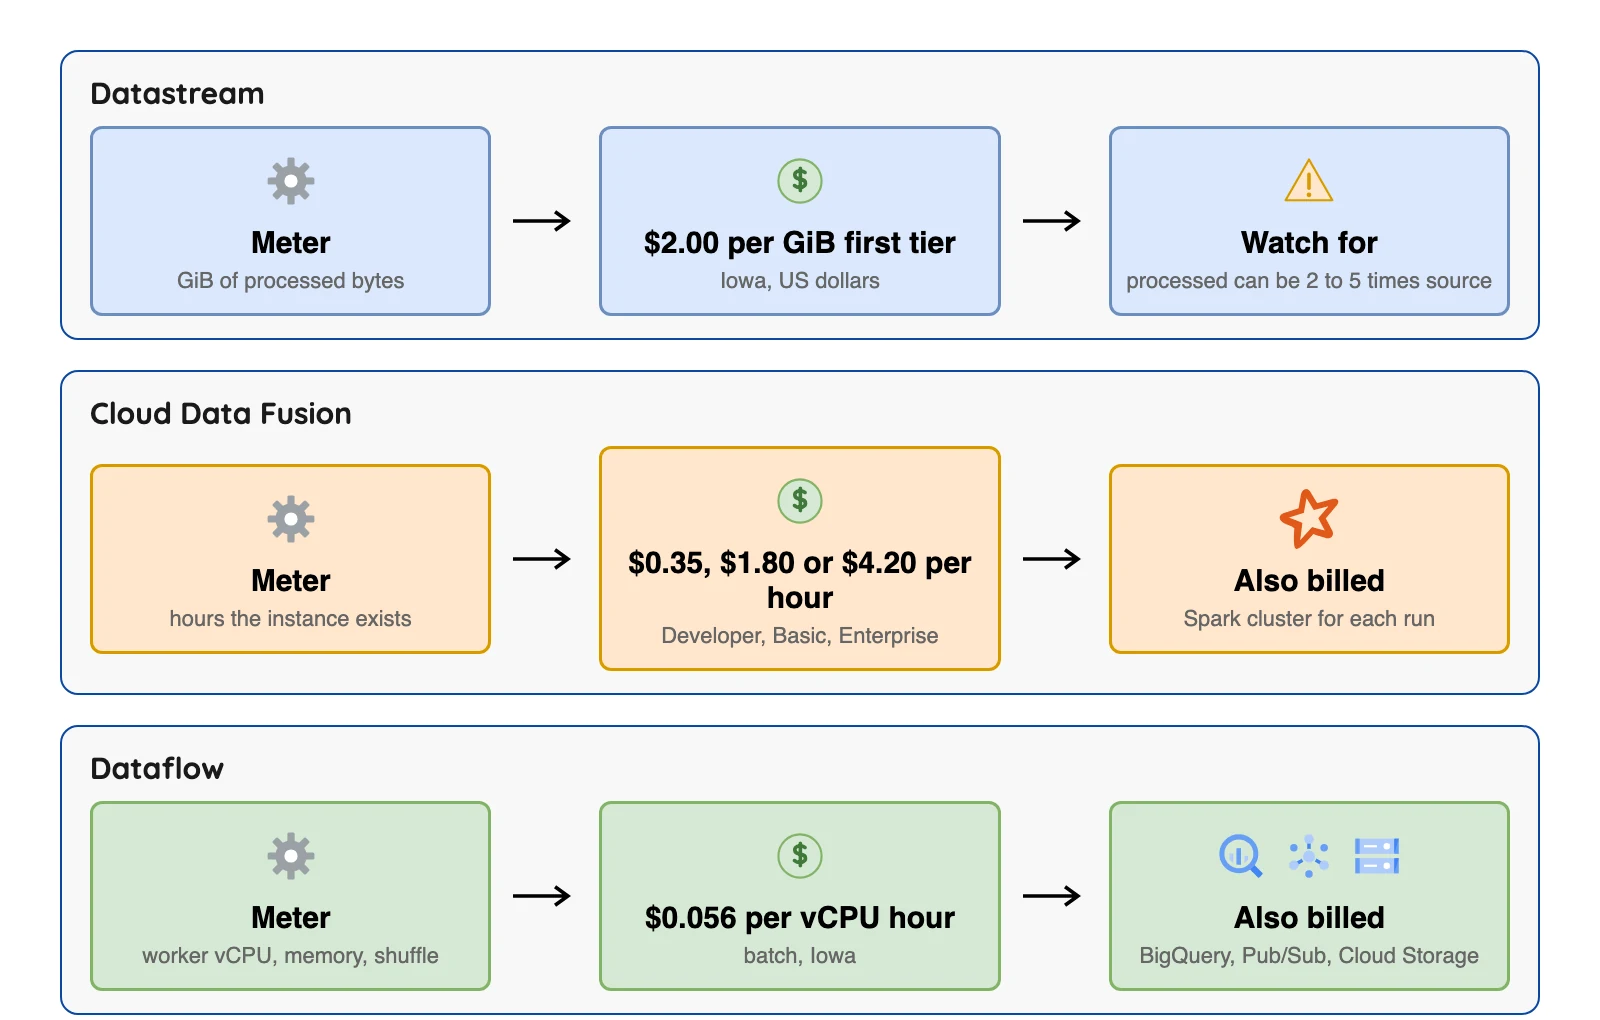 Datastream
Meter
GiB of processed bytes
$2.00 per GiB first tier
Iowa, US dollars
Watch for
processed can be 2 to 5 times source
Cloud Data Fusion
Meter
hours the instance exists
$0.35, $1.80 or $4.20 per
hour
Developer, Basic, Enterprise
Also billed
Spark cluster for each run
Dataflow
Meter
worker vCPU, memory, shuffle
$0.056 per vCPU hour
batch, Iowa
Also billed
BigQuery, Pub/Sub, Cloud Storage